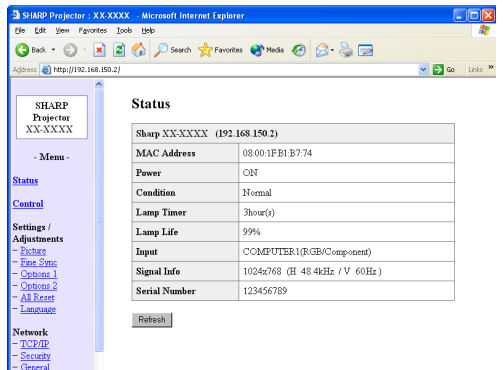 SHARP Projector : XX-XXXX - Microsoft Internet Explorer
File Edit View Favorites Tools Help
Back Search Favorites Media
Address http://192.168.150.2/ Go Links »
SHARP
Projector
XX-XXXX
- Menu -
Status
Control
Settings /
Adjustments
- Picture
- Fine Sync
- Options 1
- Options 2
- All Reset
- Language
Network
- TCP/IP
- Security
- General
Status
Sharp XX-XXXX (192.168.150.2)
MAC Address 08:00:1F:B1:B7:74
Power ON
Condition Normal
Lamp Timer 3hour(s)
Lamp Life 99%
Input COMPUTER1(RGB/Component)
Signal Info 1024x768 (H 48.4kHz / V 60Hz )
Serial Number 123456789
Refresh